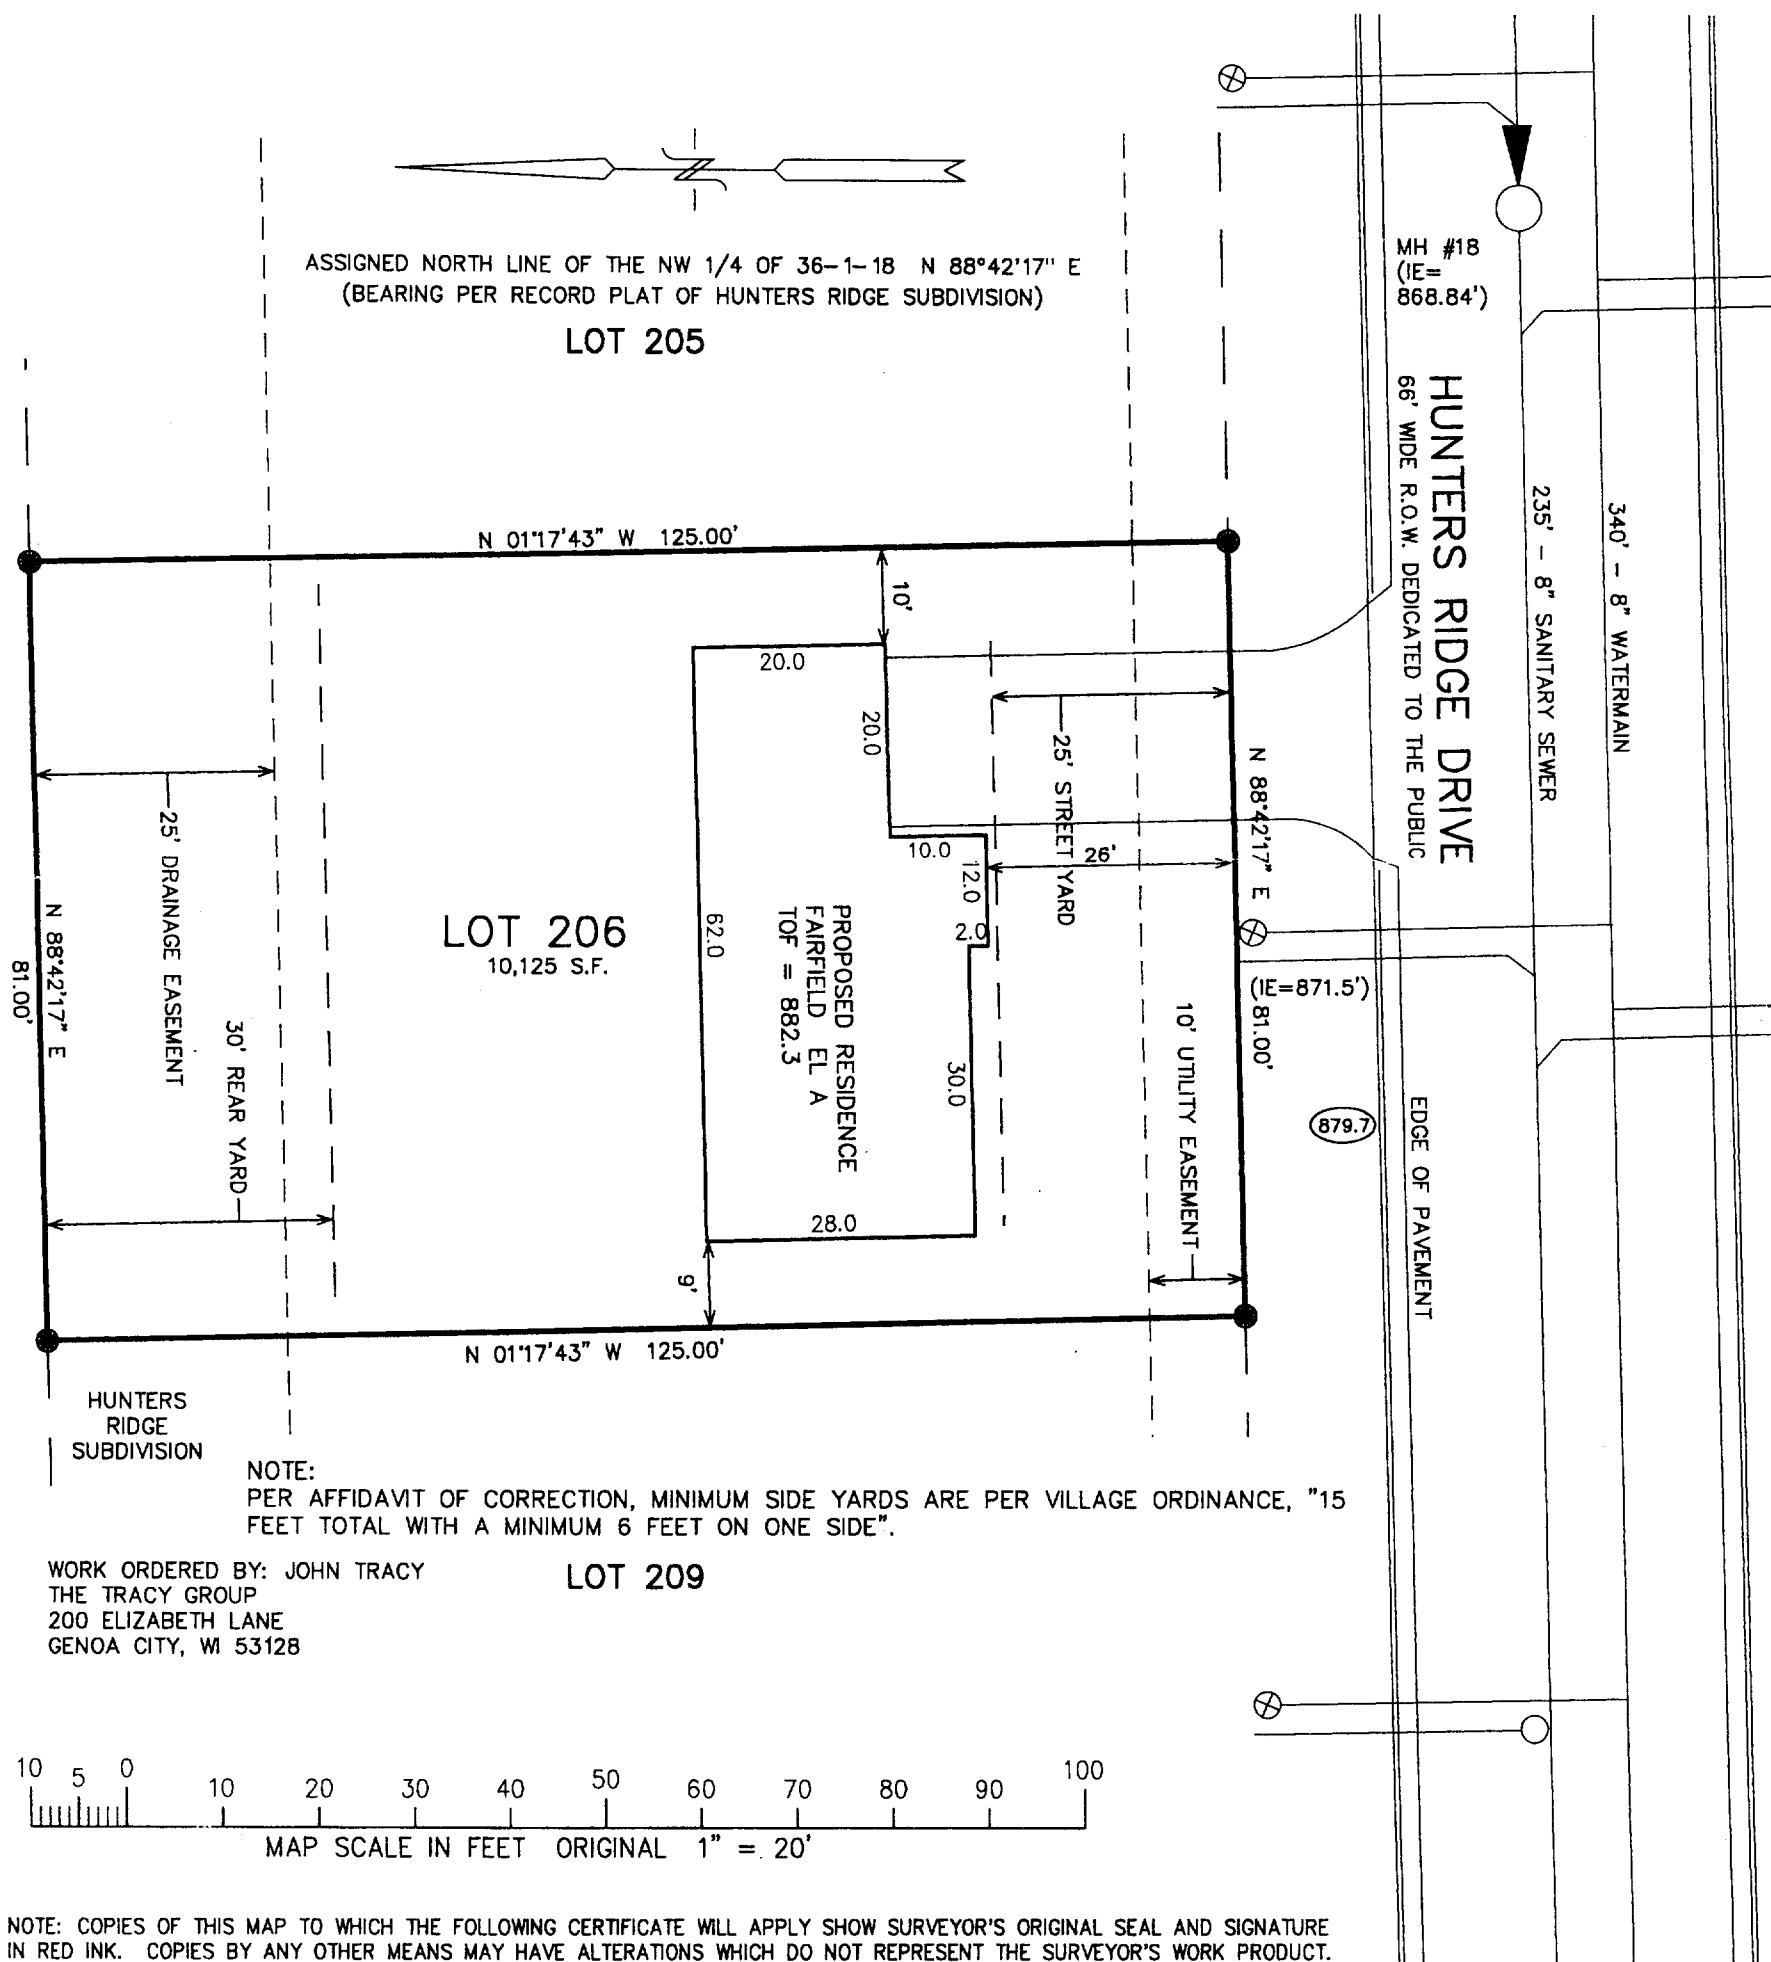 ASSIGNED NORTH LINE OF THE NW 1/4 OF 36-1-18 N 88°42'17" E
(BEARING PER RECORD PLAT OF HUNTERS RIDGE SUBDIVISION)
LOT 205
MH #18
(IE=
868.84')
HUNTERS RIDGE DRIVE
66' WIDE R.O.W. DEDICATED TO THE PUBLIC
235' - 8" SANITARY SEWER
340' - 8" WATERMAIN
N 01°17'43" W 125.00'
10'
20.0
20.0
25' STREET YARD
N 88°42'17" E
81.00'
10.0
26'
12.0
2.0
25' DRAINAGE EASEMENT
LOT 206
10,125 S.F.
62.0
PROPOSED RESIDENCE
FAIRFIELD EL A
TOF = 882.3
30.0
(IE=871.5')
10' UTILITY EASEMENT
879.7
EDGE OF PAVEMENT
N 88°42'17" E
81.00'
30' REAR YARD
28.0
9'
N 01°17'43" W 125.00'
HUNTERS
RIDGE
SUBDIVISION
NOTE:
PER AFFIDAVIT OF CORRECTION, MINIMUM SIDE YARDS ARE PER VILLAGE ORDINANCE, "15
FEET TOTAL WITH A MINIMUM 6 FEET ON ONE SIDE".
WORK ORDERED BY: JOHN TRACY
THE TRACY GROUP
200 ELIZABETH LANE
GENOA CITY, WI 53128
LOT 209
10 5 0 10 20 30 40 50 60 70 80 90 100
MAP SCALE IN FEET ORIGINAL 1" = 20'
NOTE: COPIES OF THIS MAP TO WHICH THE FOLLOWING CERTIFICATE WILL APPLY SHOW SURVEYOR'S ORIGINAL SEAL AND SIGNATURE
IN RED INK. COPIES BY ANY OTHER MEANS MAY HAVE ALTERATIONS WHICH DO NOT REPRESENT THE SURVEYOR'S WORK PRODUCT.